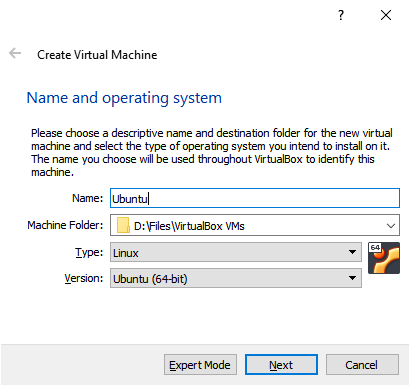 ?
Create Virtual Machine
Name and operating system
Please choose a descriptive name and destination folder for the new virtual
machine and select the type of operating system you intend to install on it.
The name you choose will be used throughout VirtualBox to identify this
machine.
Name: Ubuntu
Machine Folder: D:\Files\VirtualBox VMs
Type: Linux
64
Version: Ubuntu (64-bit)
Expert Mode Next Cancel